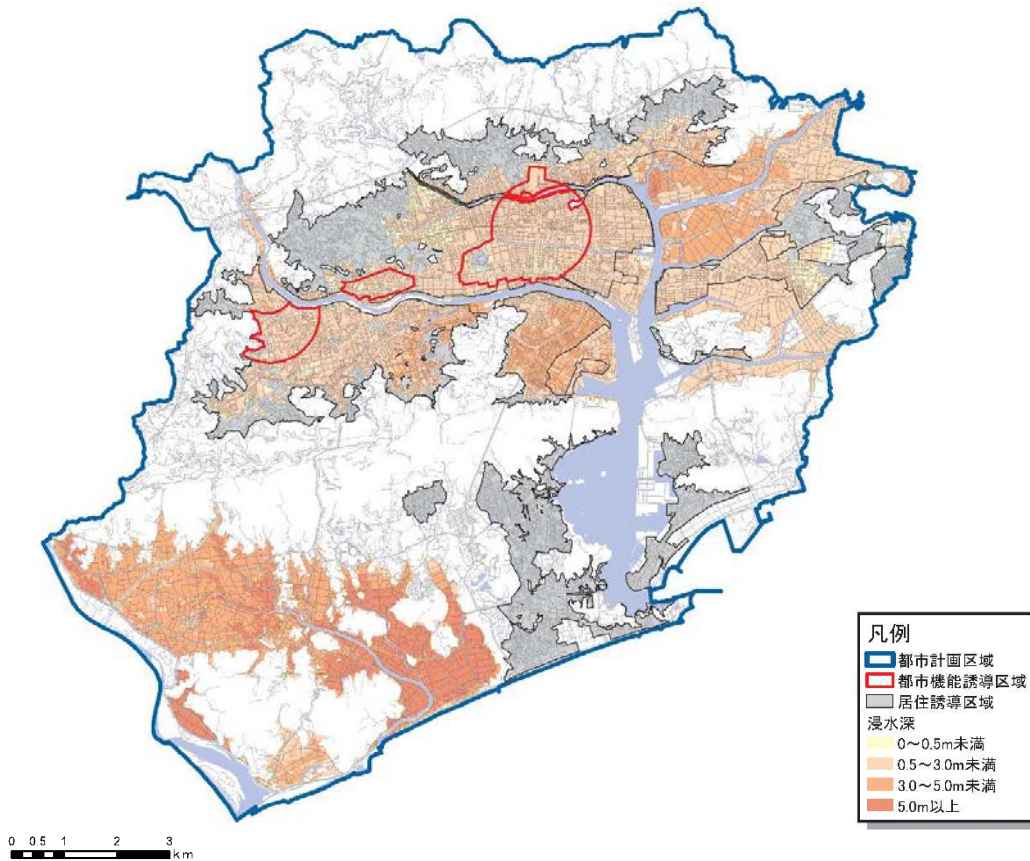 凡例
都市計画区域
都市機能誘導区域
居住誘導区域
浸水深
0～0.5m未満
0.5～3.0m未満
3.0～5.0m未満
5.0m以上
0 0.5 1 2 3
km